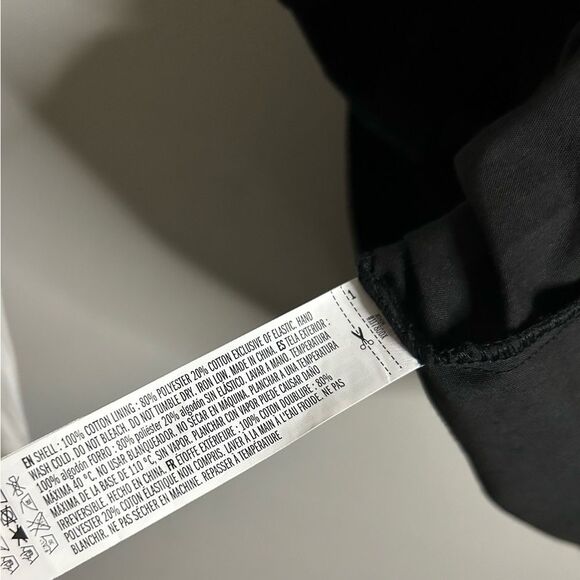 EN SHELL : 100% COTTON LINING : 80% POLYESTER 20% COTTON EXCLUSIVE OF ELASTIC. HAND
WASH COLD. DO NOT BLEACH. DO NOT TUMBLE DRY. IRON LOW. MADE IN CHINA. ES TELA EXTERIOR :
100% algodón FORRO : 80% poliéster 20% algodón SIN ELÁSTICO. LAVAR A MANO. TEMPERATURA
MÁXIMA 40 °C. NO USAR BLANQUEADOR. NO SECAR EN MÁQUINA. PLANCHAR A UNA TEMPERATURA
MÁXIMA DE LA BASE DE 110 °C, SIN VAPOR. PLANCHAR CON VAPOR PUEDE CAUSAR DAÑO
IRREVERSIBLE. HECHO EN CHINA. FR ÉTOFFE EXTÉRIEURE : 100% COTON DOUBLURE : 80%
POLYESTER 20% COTON ELASTIQUE NON COMPRIS. LAVER À LA MAIN À L'EAU FROIDE. NE PAS
BLANCHIR. NE PAS SÉCHER EN MACHINE. REPASSER À TEMPÉRATURE.
1